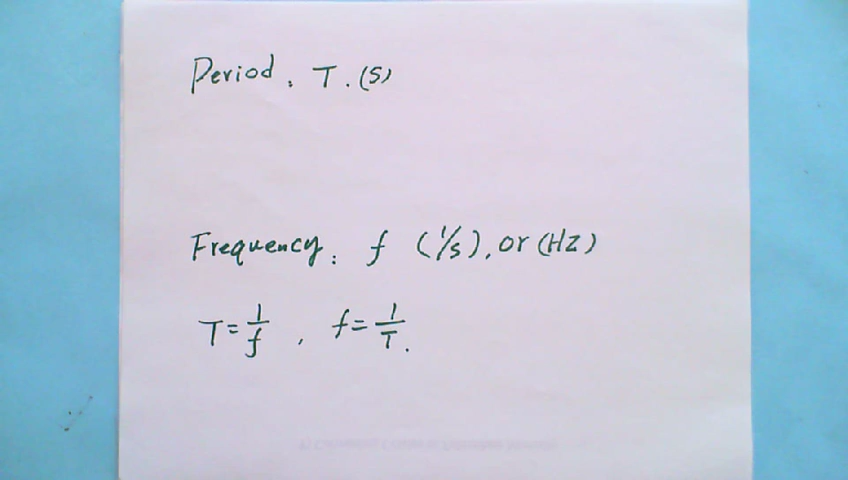 Period: T. (S)
Frequency: f (1/s), or (HZ)
T = 1/f , f = 1/T.